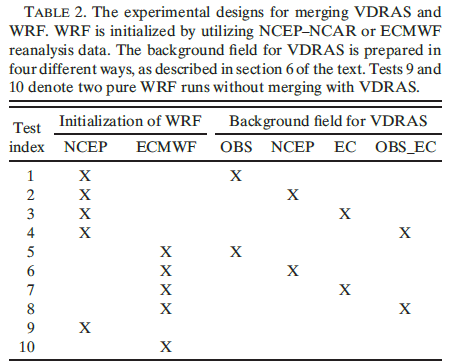 TABLE 2. The experimental designs for merging VDRAS and
WRF. WRF is initialized by utilizing NCEP–NCAR or ECMWF
reanalysis data. The background field for VDRAS is prepared in
four different ways, as described in section 6 of the text. Tests 9 and
10 denote two pure WRF runs without merging with VDRAS.
Test index Initialization of WRF Background field for VDRAS
NCEP ECMWF OBS NCEP EC OBS_EC
1 X X
2 X X
3 X X
4 X X
5 X X
6 X X
7 X X
8 X X
9 X
10 X